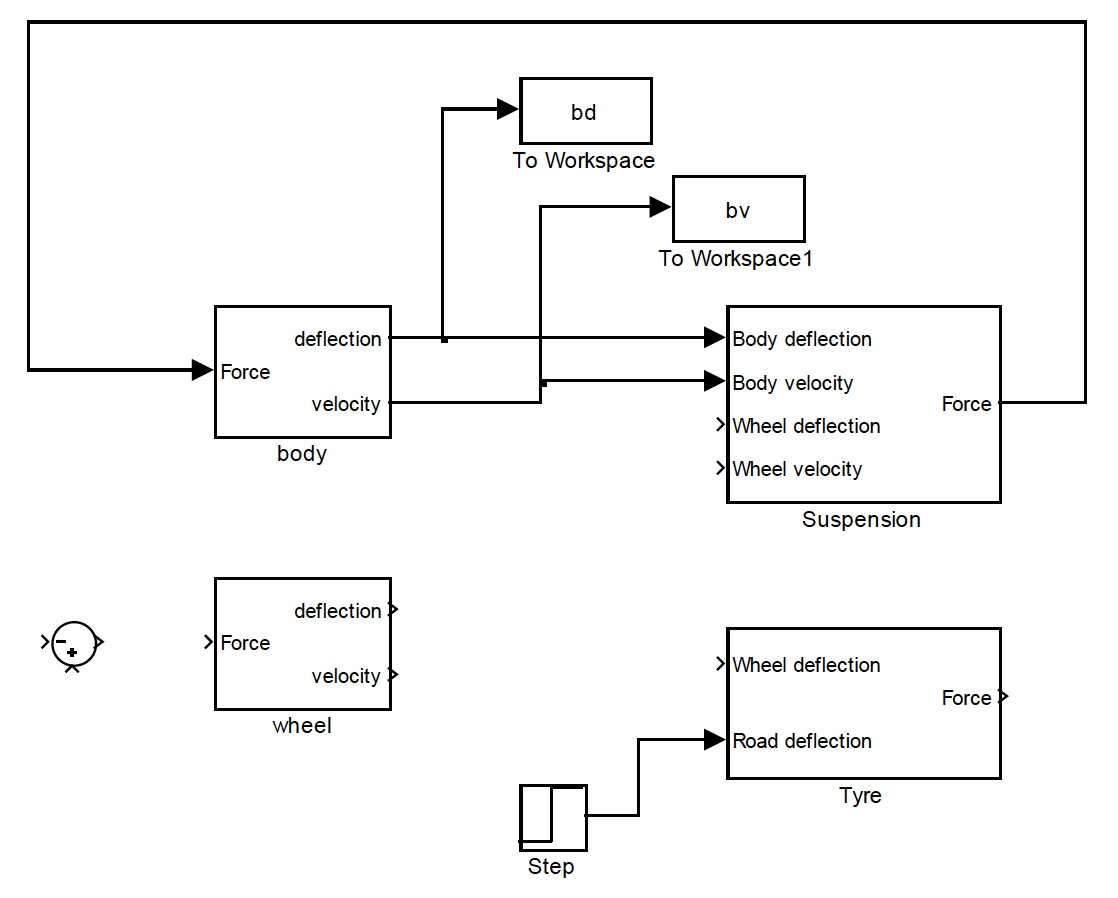 bd
To Workspace
bv
To Workspace1
deflection
Force
velocity
body
Body deflection
Body velocity
Force
Wheel deflection
Wheel velocity
Suspension
deflection
Force
velocity
wheel
Wheel deflection
Force
Road deflection
Tyre
Step